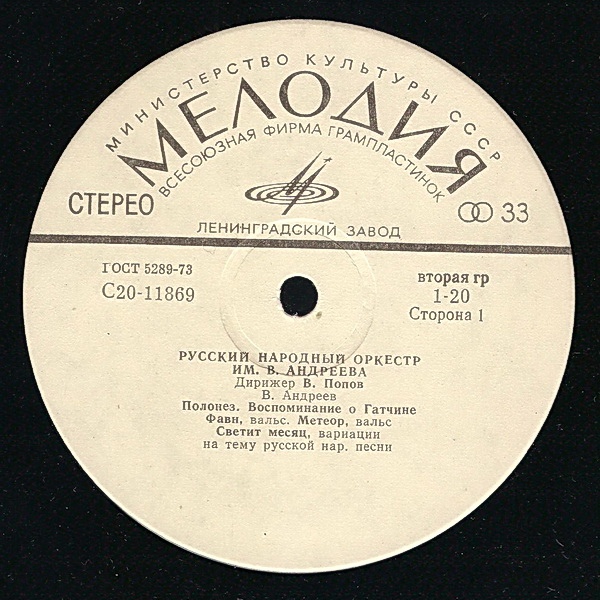 МИНИСТЕРСТВО КУЛЬТУРЫ СССР
МЕЛОДИЯ
ВСЕСОЮЗНАЯ ФИРМА ГРАМПЛАСТИНОК
СТЕРЕО
33
ЛЕНИНГРАДСКИЙ ЗАВОД
ГОСТ 5289-73
С20-11869
вторая гр
1-20
Сторона 1
РУССКИЙ НАРОДНЫЙ ОРКЕСТР
ИМ. В. АНДРЕЕВА
Дирижер В. Попов
В. Андреев
Полонез. Воспоминание о Гатчине
Фавн, вальс. Метеор, вальс
Светит месяц, вариации
на тему русской нар. песни